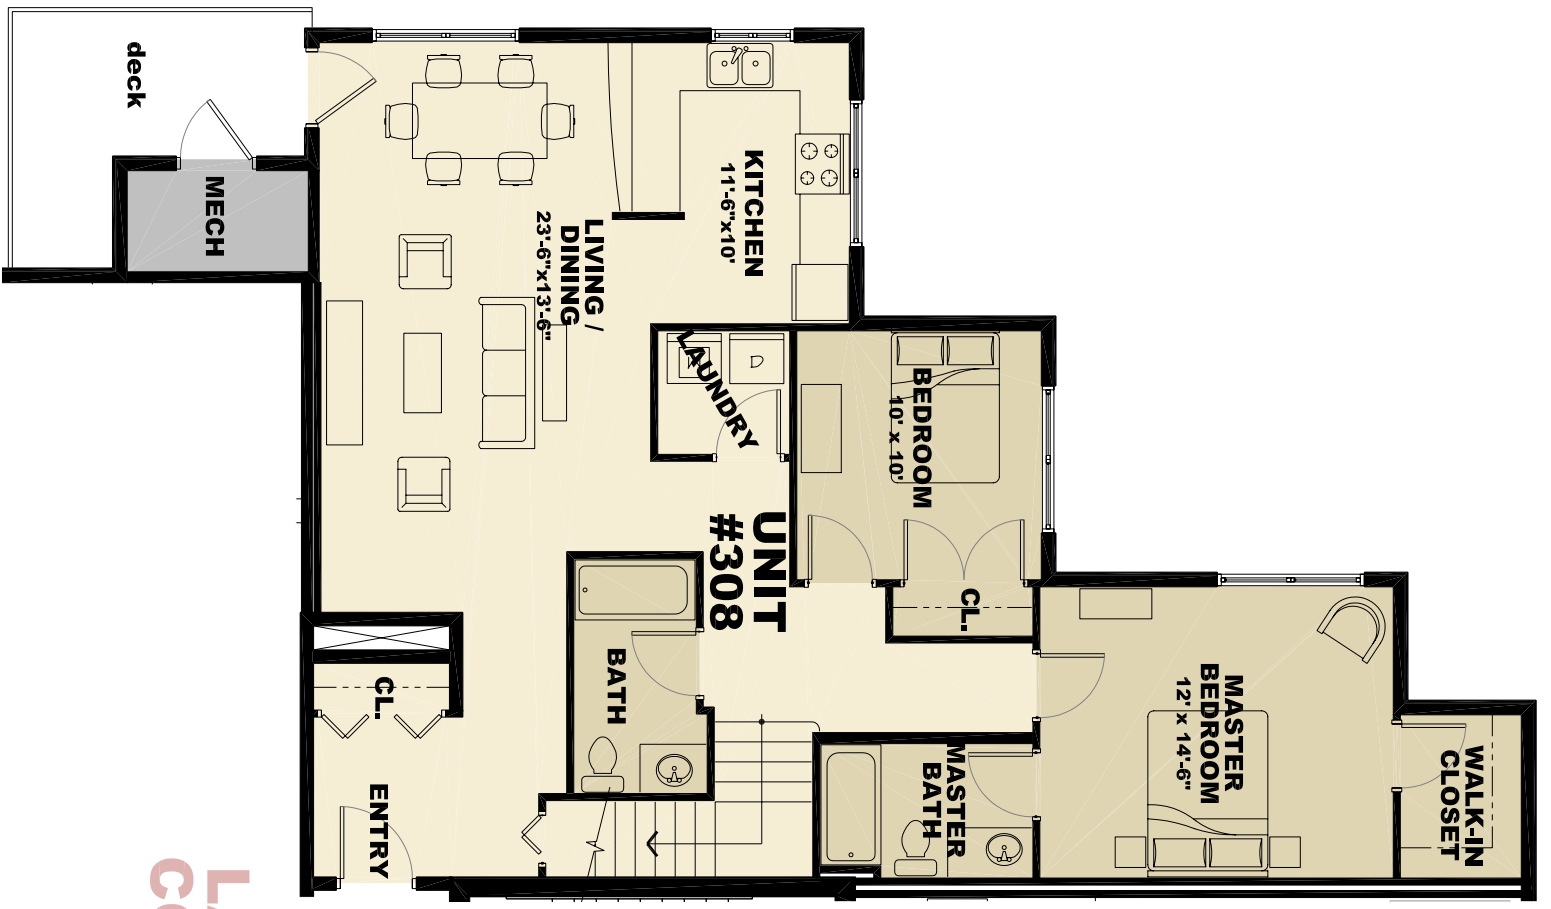 deck
MECH
KITCHEN
11'-6"x10'
LIVING /
DINING
23'-6"x13'-6"
LAUNDRY
BEDROOM
10' x 10'
UNIT
#308
CL.
BATH
CL.
ENTRY
MASTER
BATH
MASTER
BEDROOM
12' x 14'-6"
WALK-IN
CLOSET